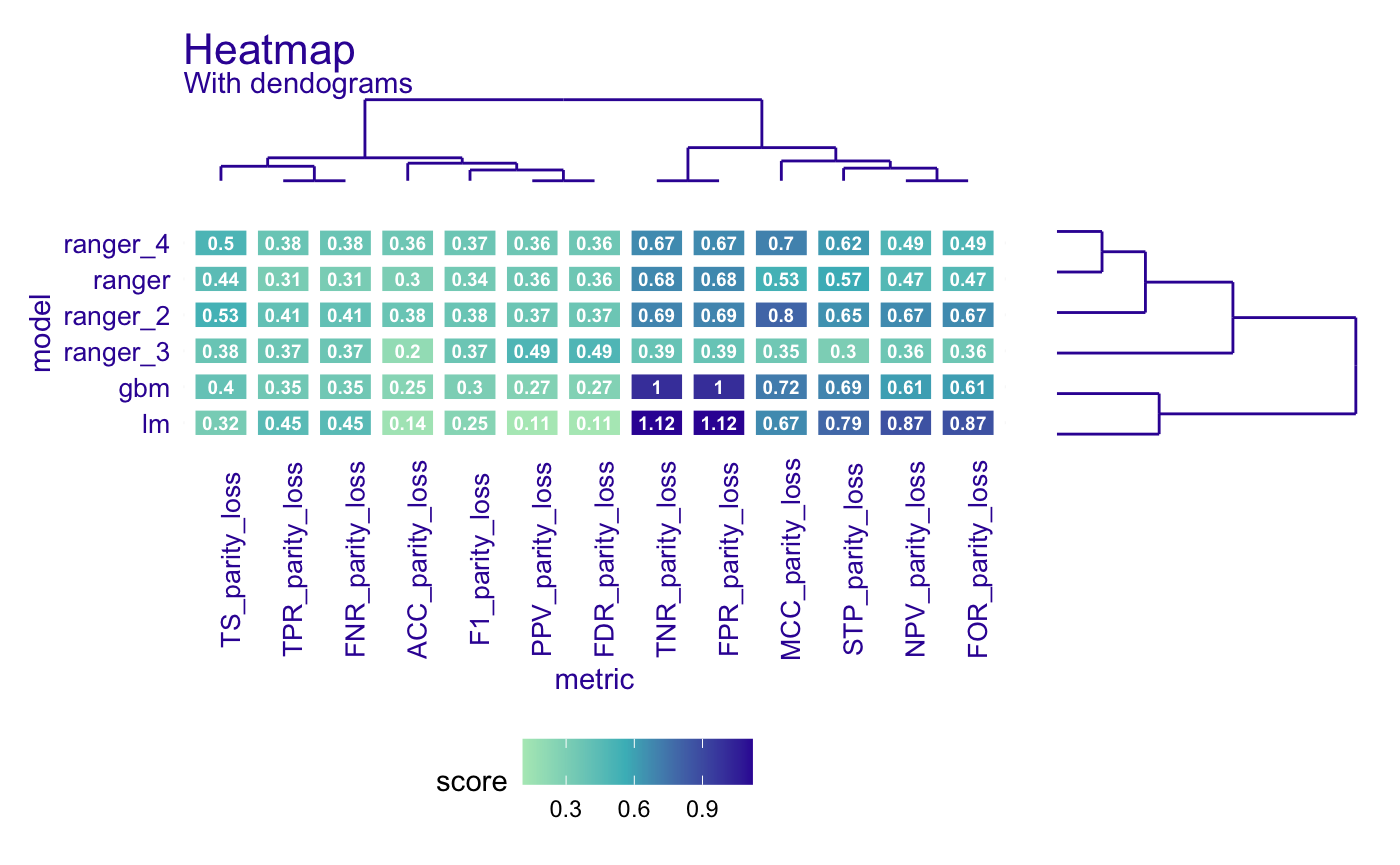 Heatmap
With dendograms
model
ranger_4 0.5 0.38 0.38 0.36 0.37 0.36 0.36 0.67 0.67 0.7 0.62 0.49 0.49
ranger 0.44 0.31 0.31 0.3 0.34 0.36 0.36 0.68 0.68 0.53 0.57 0.47 0.47
ranger_2 0.53 0.41 0.41 0.38 0.38 0.37 0.37 0.69 0.69 0.8 0.65 0.67 0.67
ranger_3 0.38 0.37 0.37 0.2 0.37 0.49 0.49 0.39 0.39 0.35 0.3 0.36 0.36
gbm 0.4 0.35 0.35 0.25 0.3 0.27 0.27 1 1 0.72 0.69 0.61 0.61
lm 0.32 0.45 0.45 0.14 0.25 0.11 0.11 1.12 1.12 0.67 0.79 0.87 0.87
TS_parity_loss
TPR_parity_loss
FNR_parity_loss
ACC_parity_loss
F1_parity_loss
PPV_parity_loss
FDR_parity_loss
TNR_parity_loss
FPR_parity_loss
MCC_parity_loss
STP_parity_loss
NPV_parity_loss
FOR_parity_loss
metric
score
0.3 0.6 0.9